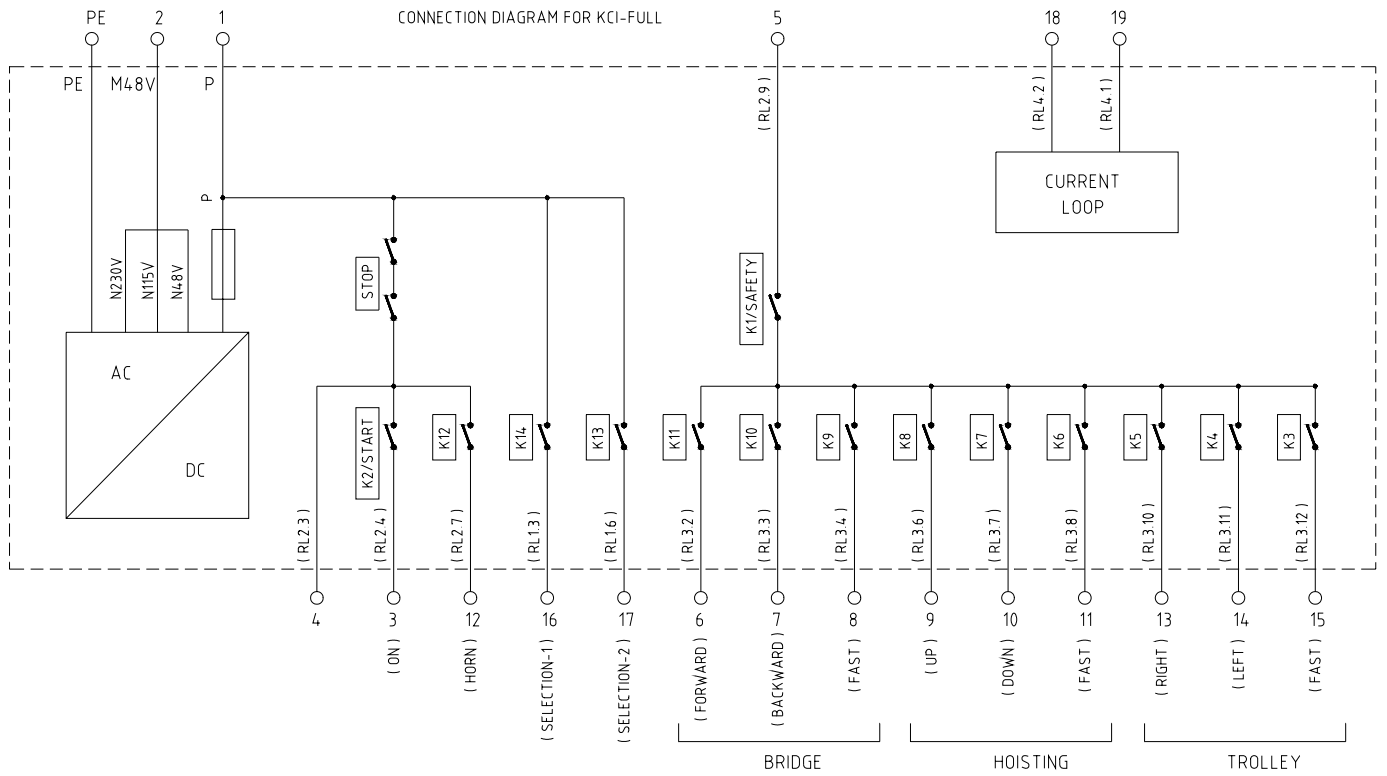 CONNECTION DIAGRAM FOR KCI-FULL
PE
2
1
5
18
19
PE
M48V
P
( RL2.9 )
( RL4.2 )
( RL4.1 )
CURRENT
LOOP
P
N230V
N115V
N48V
STOP
K1/SAFETY
AC
DC
K2/START
K12
K14
K13
K11
K10
K9
K8
K7
K6
K5
K4
K3
( RL2.3 )
( RL2.4 )
( RL2.7 )
( RL1.3 )
( RL1.6 )
( RL3.2 )
( RL3.3 )
( RL3.4 )
( RL3.6 )
( RL3.7 )
( RL3.8 )
( RL3.10 )
( RL3.11 )
( RL3.12 )
4
3
12
16
17
6
7
8
9
10
11
13
14
15
( ON )
( HORN )
( SELECTION-1 )
( SELECTION-2 )
( FORWARD )
( BACKWARD )
( FAST )
( UP )
( DOWN )
( FAST )
( RIGHT )
( LEFT )
( FAST )
BRIDGE
HOISTING
TROLLEY